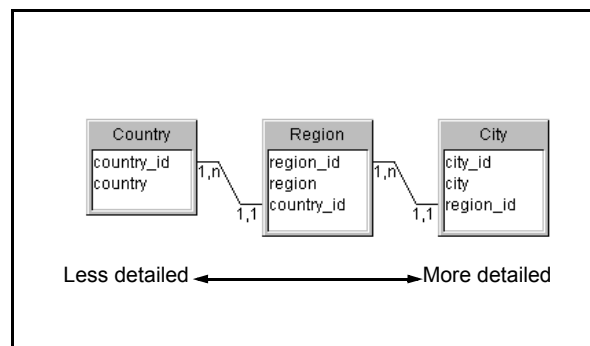 Country
country_id
country
1,n
1,1
Region
region_id
region
country_id
1,n
1,1
City
city_id
city
region_id
Less detailed
More detailed